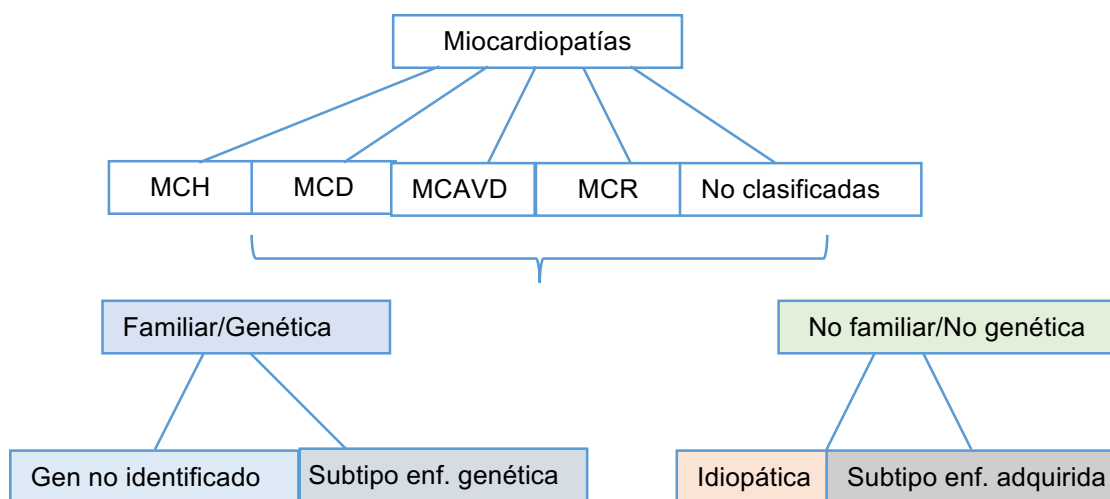 Miocardiopatías
MCH
MCD
MCAVD
MCR
No clasificadas
Familiar/Genética
No familiar/No genética
Gen no identificado
Subtipo enf. genética
Idiopática
Subtipo enf. adquirida